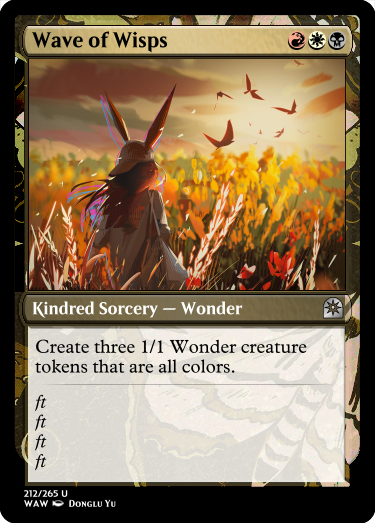 Wave of Wisps
Kindred Sorcery — Wonder
Create three 1/1 Wonder creature
tokens that are all colors.
ft
ft
ft
ft
212/265 U
WAW Donglu Yu